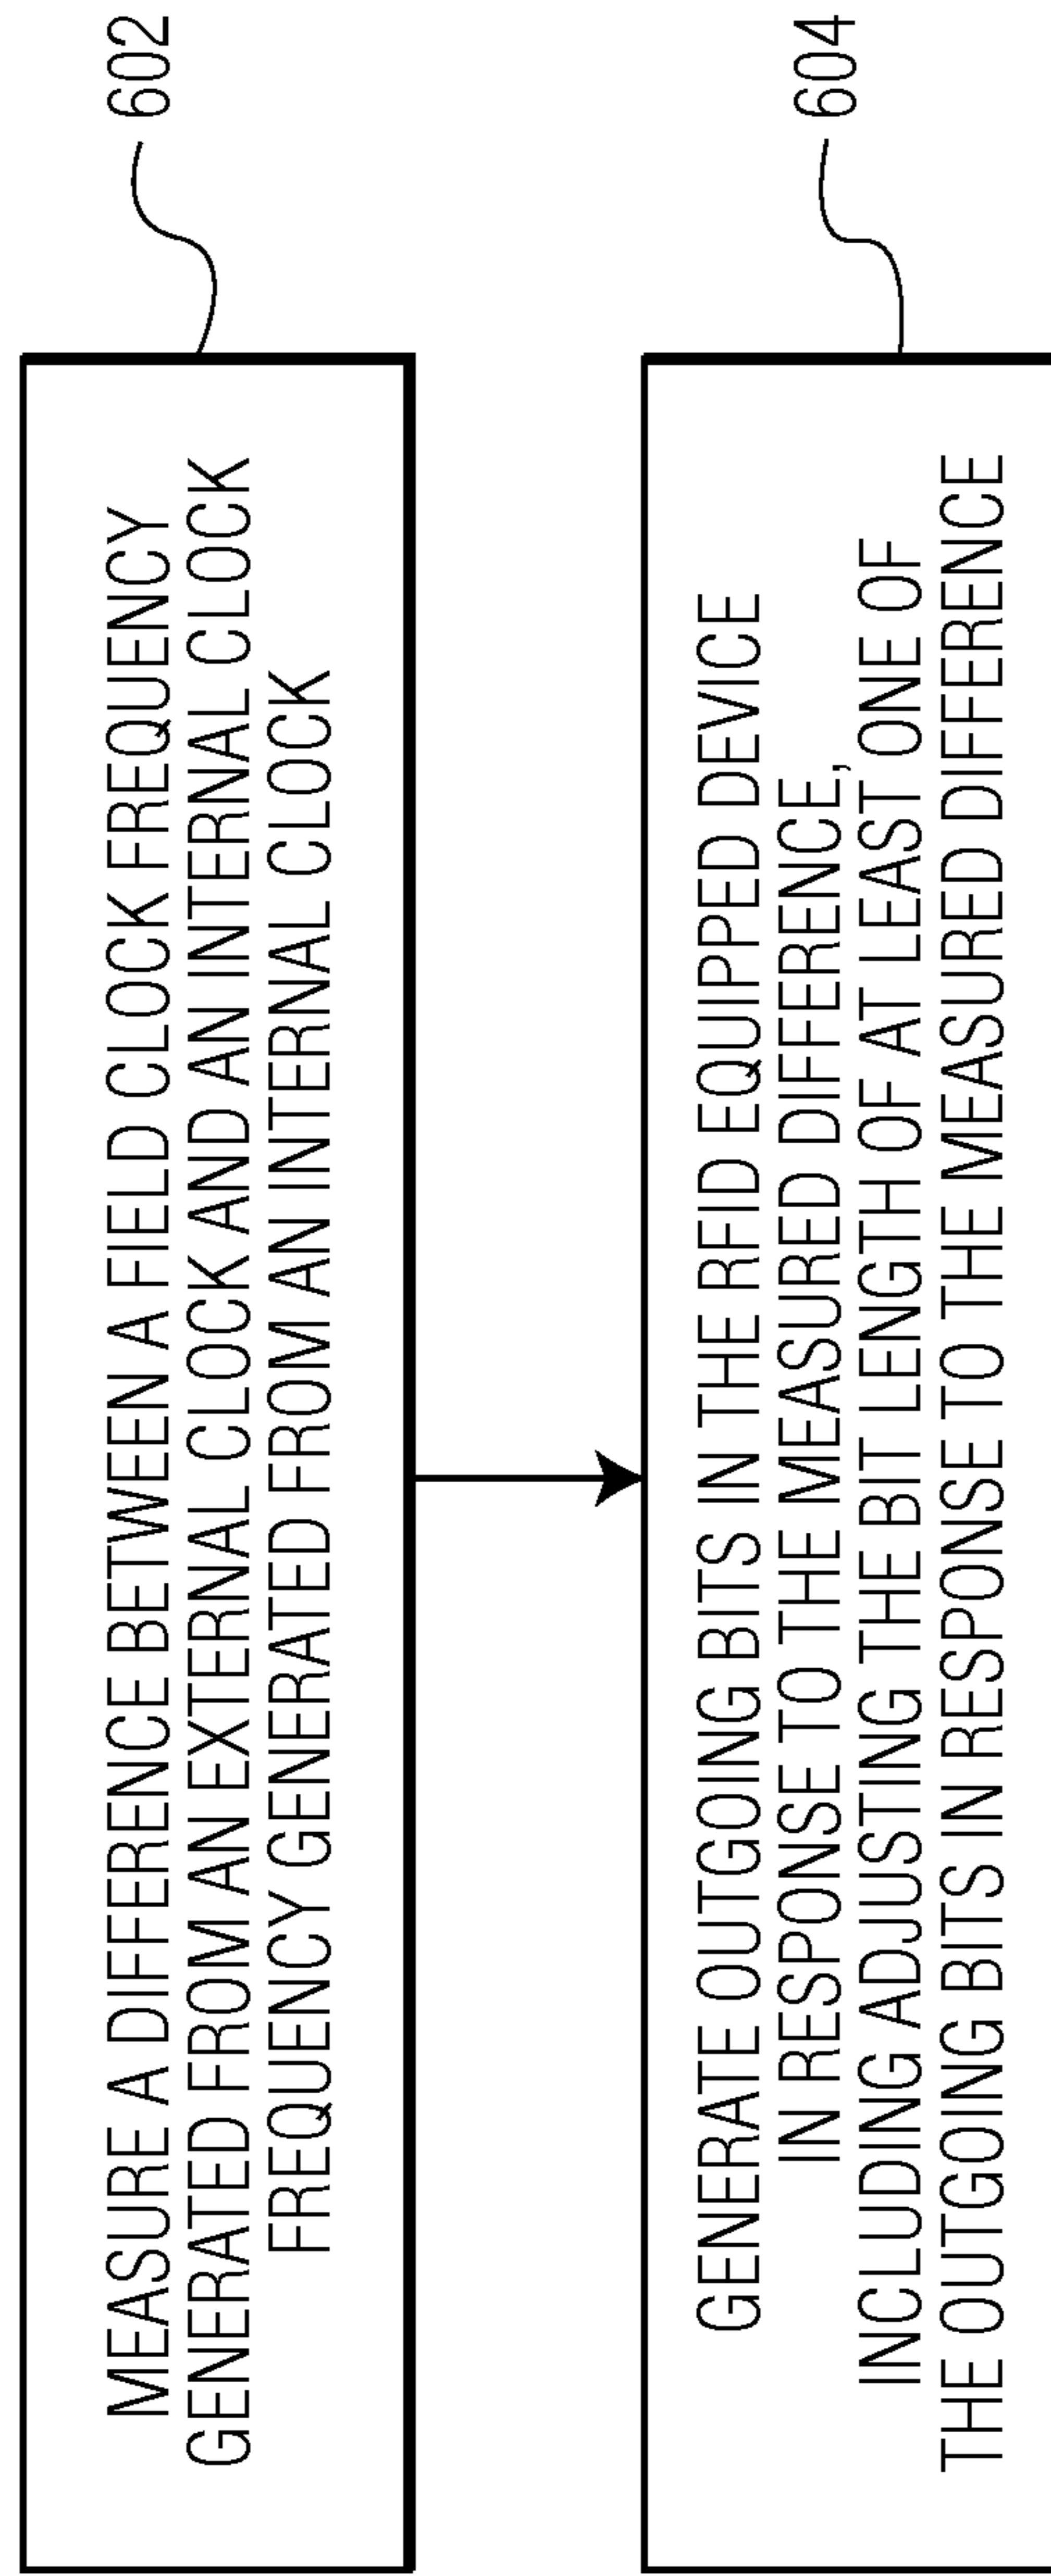 MEASURE A DIFFERENCE BETWEEN A FIELD CLOCK FREQUENCY
GENERATED FROM AN EXTERNAL CLOCK AND AN INTERNAL CLOCK
FREQUENCY GENERATED FROM AN INTERNAL CLOCK
602
GENERATE OUTGOING BITS IN THE RFID EQUIPPED DEVICE
IN RESPONSE TO THE MEASURED DIFFERENCE,
INCLUDING ADJUSTING THE BIT LENGTH OF AT LEAST ONE OF
THE OUTGOING BITS IN RESPONSE TO THE MEASURED DIFFERENCE
604